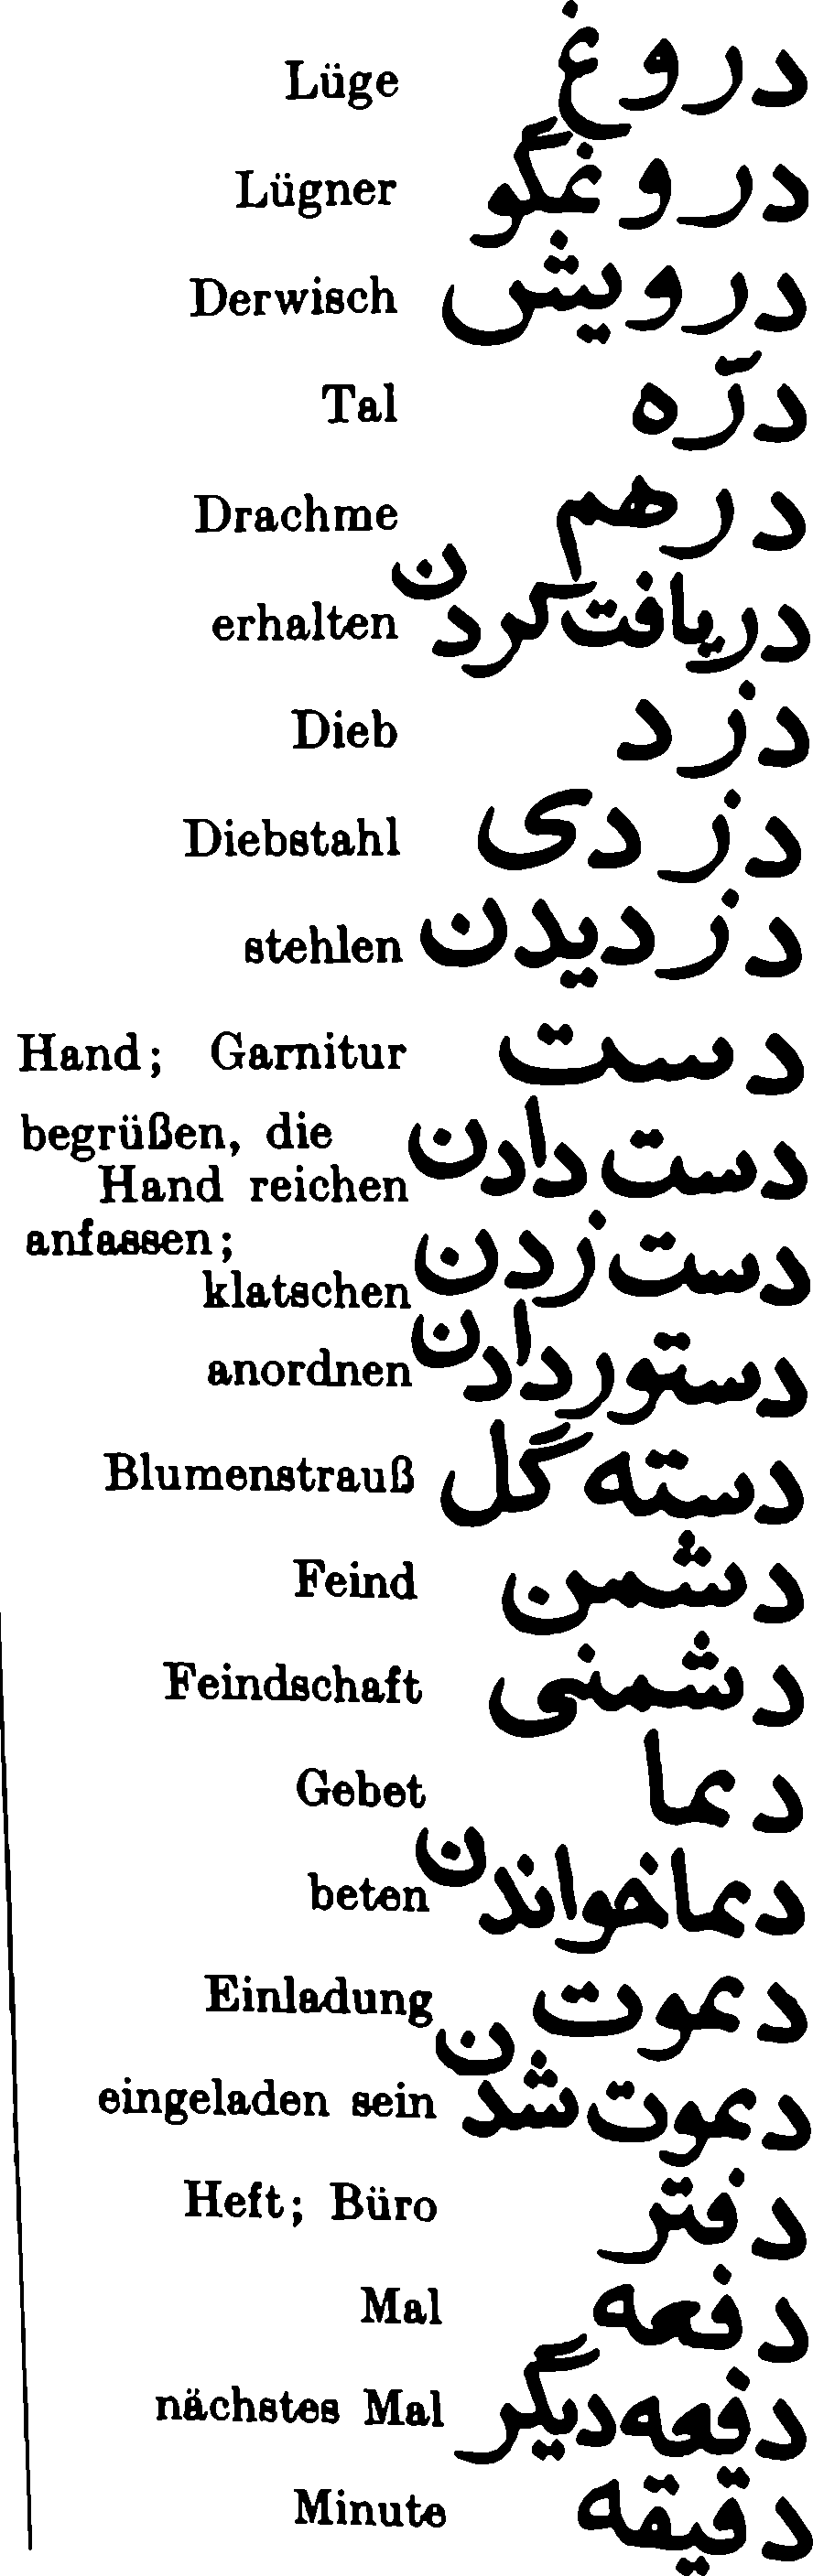 Lüge دروغ
Lügner دروغگو
Derwisch درویش
Tal درّه
Drachme درهم
erhalten دریافت کردن
Dieb دزد
Diebstahl دزدی
stehlen دزدیدن
Hand; Garnitur دست
begrüßen, die
Hand reichen دست دادن
anfassen;
klatschen دست زدن
anordnen دستور دادن
Blumenstrauß دسته گل
Feind دشمن
Feindschaft دشمنی
Gebet دعا
beten دعا خواندن
Einladung دعوت
eingeladen sein دعوت شدن
Heft; Büro دفتر
Mal دفعه
nächstes Mal دفعه دیگر
Minute دقیقه